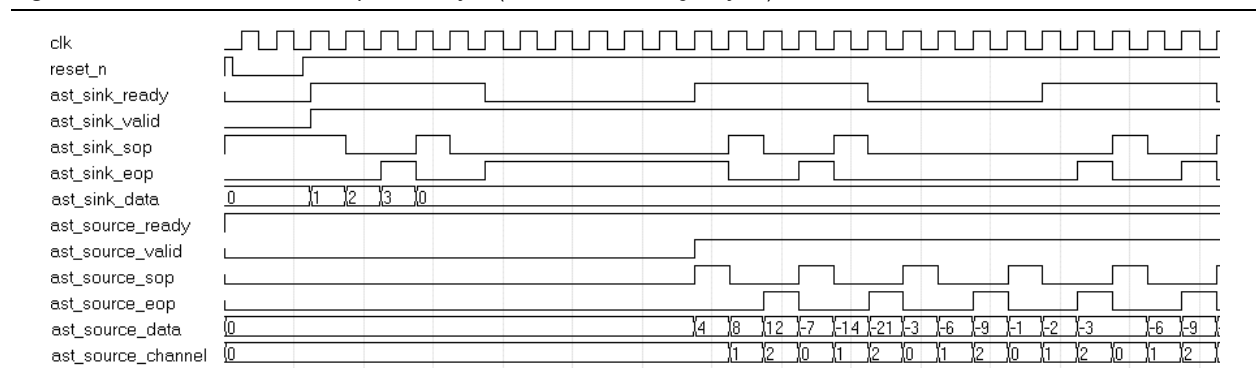 clk
reset_n
ast_sink_ready
ast_sink_valid
ast_sink_sop
ast_sink_eop
ast_sink_data 0 1 2 3 0
ast_source_ready
ast_source_valid
ast_source_sop
ast_source_eop
ast_source_data 0 4 8 12 -7 -14 -21 -3 -6 -9 -1 -2 -3 -6 -9
ast_source_channel 0 1 2 0 1 2 0 1 2 0 1 2 0 1 2